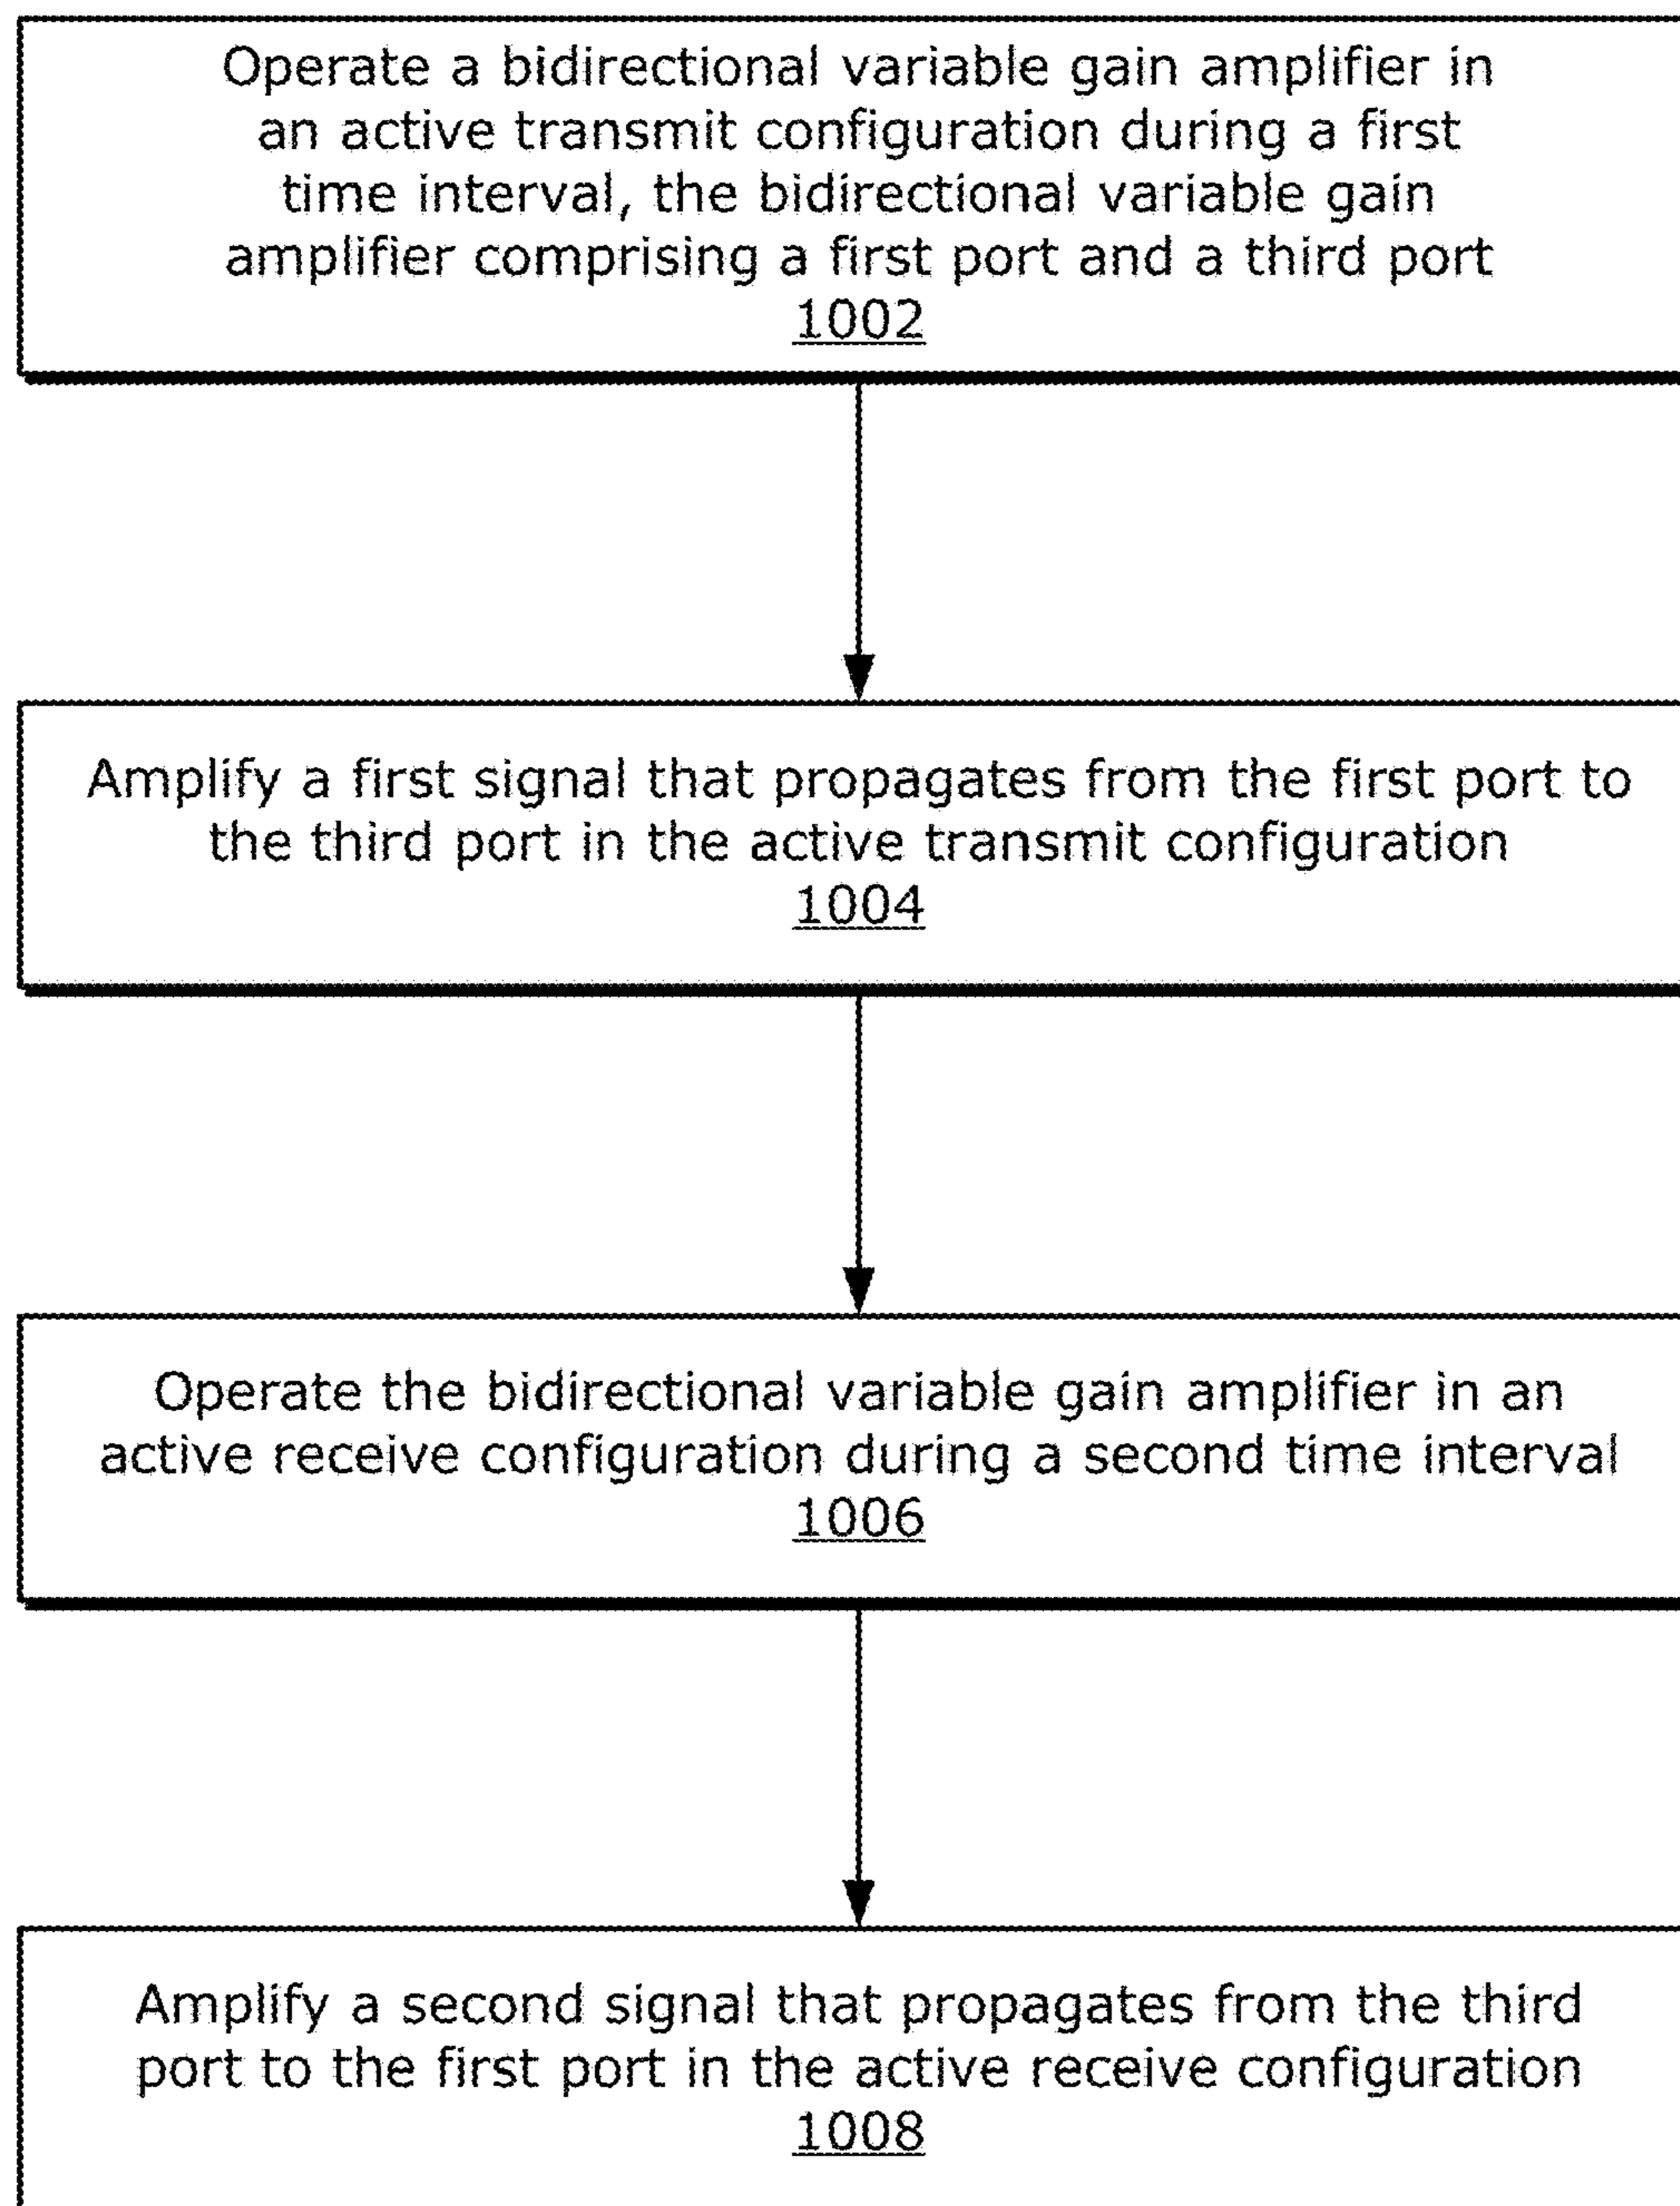 Operate a bidirectional variable gain amplifier in
an active transmit configuration during a first
time interval, the bidirectional variable gain
amplifier comprising a first port and a third port
1002
Amplify a first signal that propagates from the first port to
the third port in the active transmit configuration
1004
Operate the bidirectional variable gain amplifier in an
active receive configuration during a second time interval
1006
Amplify a second signal that propagates from the third
port to the first port in the active receive configuration
1008